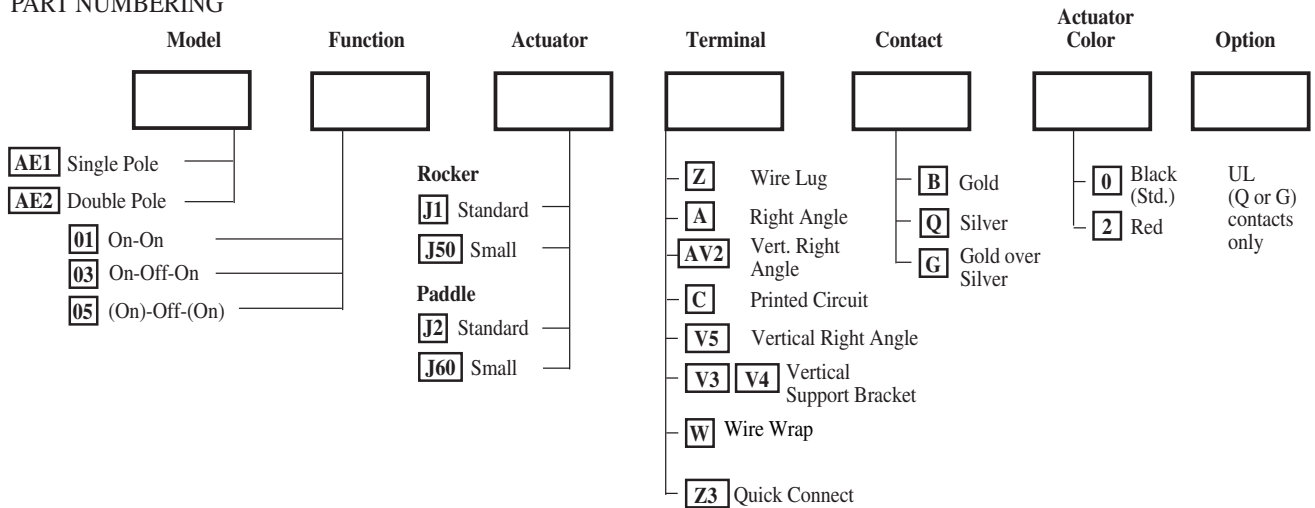 PART NUMBERING
Model
Function
Actuator
Terminal
Contact
Actuator
Color
Option
AE1 Single Pole
AE2 Double Pole
01 On-On
03 On-Off-On
05 (On)-Off-(On)
Rocker
J1 Standard
J50 Small
Paddle
J2 Standard
J60 Small
Z Wire Lug
A Right Angle
AV2 Vert. Right
Angle
C Printed Circuit
V5 Vertical Right Angle
V3 V4 Vertical
Support Bracket
W Wire Wrap
Z3 Quick Connect
B Gold
Q Silver
G Gold over
Silver
0 Black
(Std.)
2 Red
UL
(Q or G)
contacts
only